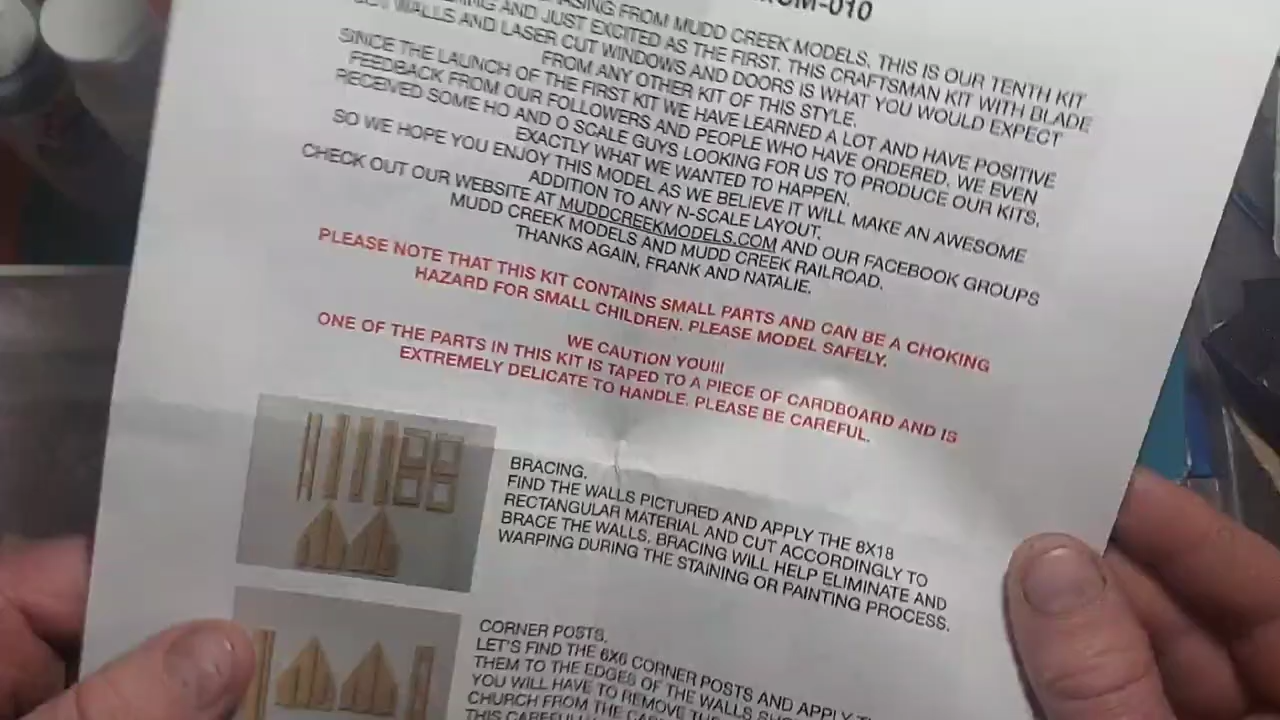 M-010
ASING FROM MUDD CREEK MODELS, THIS IS OUR TENTH KIT
AND JUST EXCITED AS THE FIRST. THIS CRAFTSMAN KIT WITH BLADE
WALLS AND LASER CUT WINDOWS AND DOORS IS WHAT YOU WOULD EXPECT
FROM ANY OTHER KIT OF THIS STYLE.
SINCE THE LAUNCH OF THE FIRST KIT WE HAVE LEARNED A LOT AND HAVE POSITIVE
FEEDBACK FROM OUR FOLLOWERS AND PEOPLE WHO HAVE ORDERED, WE EVEN
RECEIVED SOME HO AND O SCALE GUYS LOOKING FOR US TO PRODUCE OUR KITS,
EXACTLY WHAT WE WANTED TO HAPPEN.
SO WE HOPE YOU ENJOY THIS MODEL AS WE BELIEVE IT WILL MAKE AN AWESOME
ADDITION TO ANY N-SCALE LAYOUT.
CHECK OUT OUR WEBSITE AT MUDDCREEKMODELS.COM AND OUR FACEBOOK GROUPS
MUDD CREEK MODELS AND MUDD CREEK RAILROAD.
THANKS AGAIN, FRANK AND NATALIE.
PLEASE NOTE THAT THIS KIT CONTAINS SMALL PARTS AND CAN BE A CHOKING
HAZARD FOR SMALL CHILDREN. PLEASE MODEL SAFELY.
WE CAUTION YOU!!!
ONE OF THE PARTS IN THIS KIT IS TAPED TO A PIECE OF CARDBOARD AND IS
EXTREMELY DELICATE TO HANDLE. PLEASE BE CAREFUL.
BRACING.
FIND THE WALLS PICTURED AND APPLY THE 8X18
RECTANGULAR MATERIAL AND CUT ACCORDINGLY TO
BRACE THE WALLS, BRACING WILL HELP ELIMINATE AND
WARPING DURING THE STAINING OR PAINTING PROCESS.
CORNER POSTS,
LET'S FIND THE 6X6 CORNER POSTS AND APPLY
THEM TO THE EDGES OF THE WALLS
YOU WILL HAVE TO REMOVE
CHURCH FROM THE
THIS